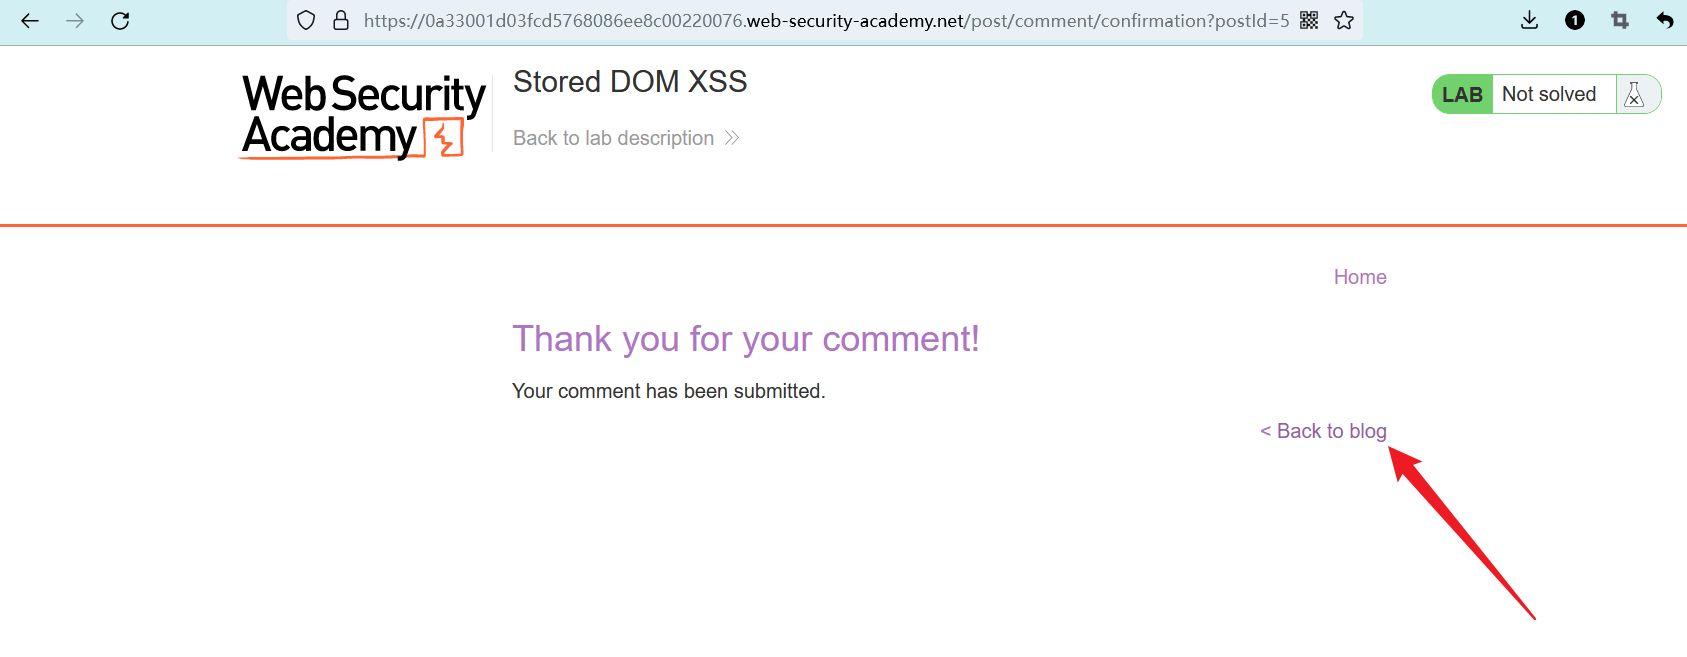 https://0a33001d03fcd5768086ee8c00220076.web-security-academy.net/post/comment/confirmation?postId=5
1
Web Security
Academy
Stored DOM XSS
Back to lab description
LAB Not solved
Home
Thank you for your comment!
Your comment has been submitted.
< Back to blog